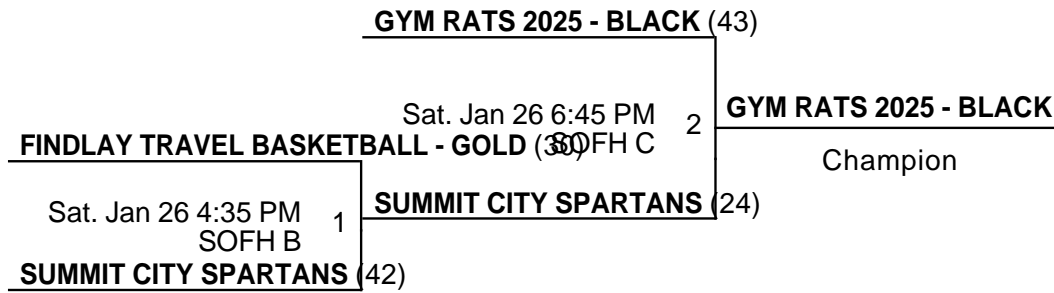 GYM RATS 2025 - BLACK (43)
Sat. Jan 26 6:45 PM
SOFH C
2
GYM RATS 2025 - BLACK
Champion
FINDLAY TRAVEL BASKETBALL - GOLD (30)
Sat. Jan 26 4:35 PM
SOFH B
1
SUMMIT CITY SPARTANS (24)
SUMMIT CITY SPARTANS (42)